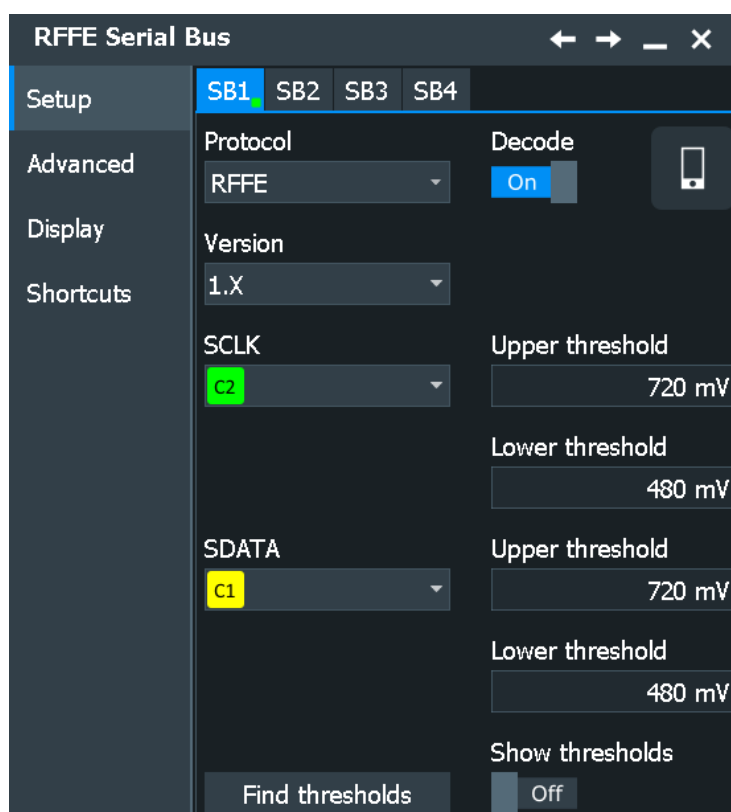 RFFE Serial Bus
Setup
Advanced
Display
Shortcuts
SB1 SB2 SB3 SB4
Protocol
RFFE
Decode
On
Version
1.X
SCLK
C2
Upper threshold
720 mV
Lower threshold
480 mV
SDATA
C1
Upper threshold
720 mV
Lower threshold
480 mV
Show thresholds
Find thresholds
Off